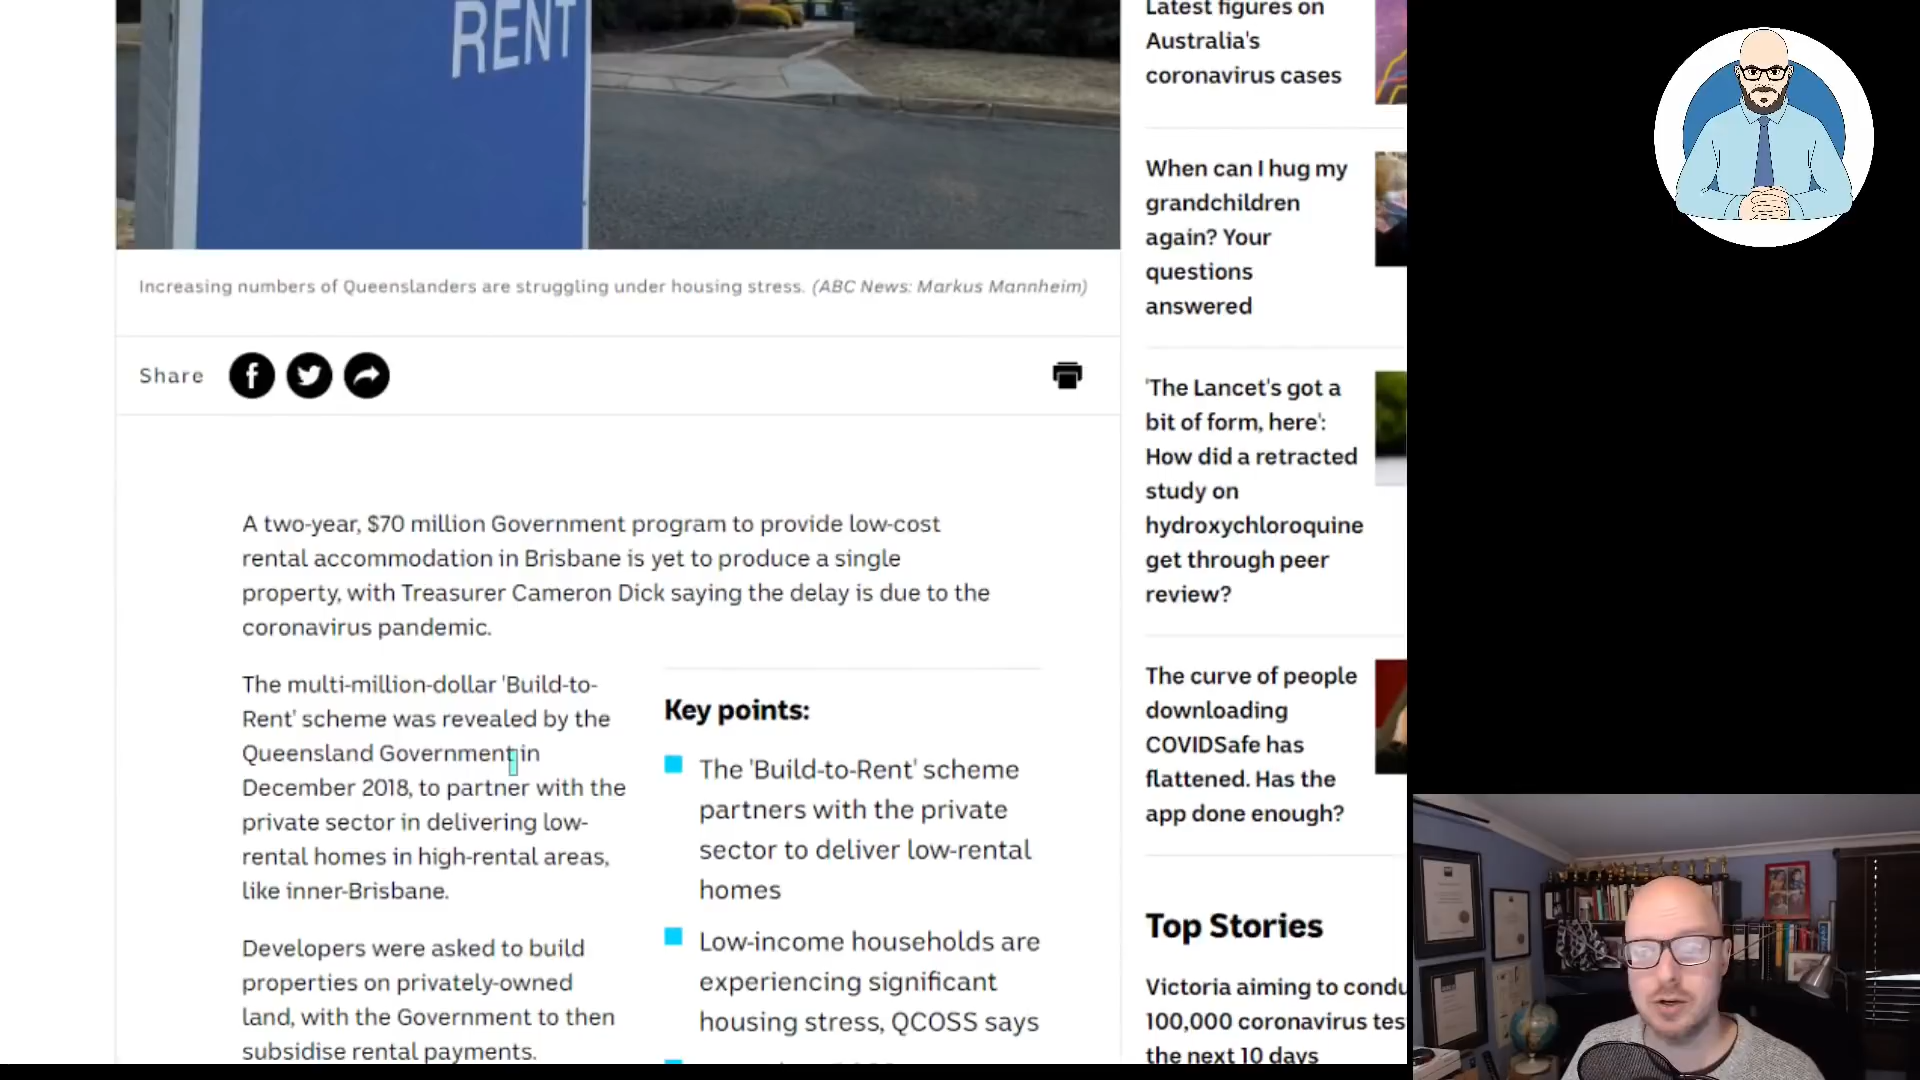 RENT
Increasing numbers of Queenslanders are struggling under housing stress. (ABC News: Markus Mannheim)
Share
A two-year, $70 million Government program to provide low-cost
rental accommodation in Brisbane is yet to produce a single
property, with Treasurer Cameron Dick saying the delay is due to the
coronavirus pandemic.
The multi-million-dollar 'Build-to-
Rent' scheme was revealed by the
Queensland Government in
December 2018, to partner with the
private sector in delivering low-
rental homes in high-rental areas,
like inner-Brisbane.
Developers were asked to build
properties on privately-owned
land, with the Government to then
subsidise rental payments.
Key points:
The 'Build-to-Rent' scheme
partners with the private
sector to deliver low-rental
homes
Low-income households are
experiencing significant
housing stress, QCOSS says
Latest figures on
Australia's
coronavirus cases
When can I hug my
grandchildren
again? Your
questions
answered
'The Lancet's got a
bit of form, here':
How did a retracted
study on
hydroxychloroquine
get through peer
review?
The curve of people
downloading
COVIDSafe has
flattened. Has the
app done enough?
Top Stories
Victoria aiming to condu
100,000 coronavirus tes
the next 10 days